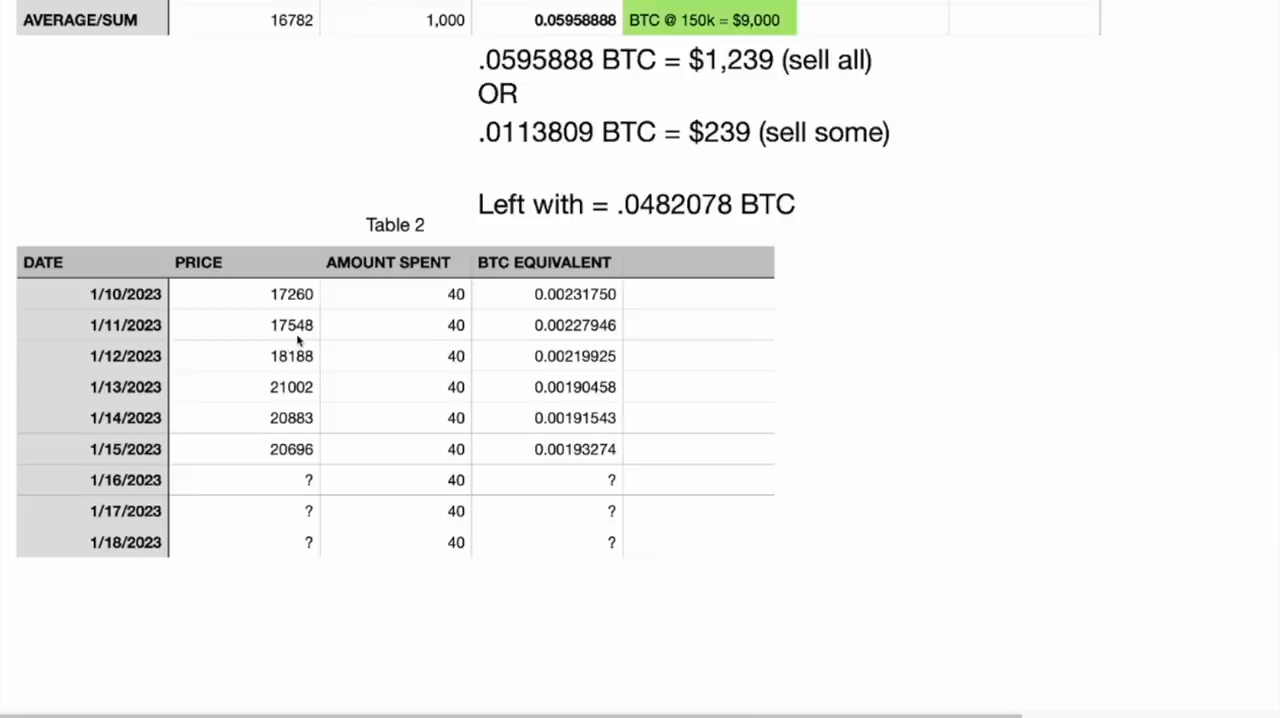 AVERAGE/SUM 16782 1,000 0.05958888 BTC @ 150k = $9,000
.0595888 BTC = $1,239 (sell all)
OR
.0113809 BTC = $239 (sell some)
Left with = .0482078 BTC
Table 2
DATE PRICE AMOUNT SPENT BTC EQUIVALENT
1/10/2023 17260 40 0.00231750
1/11/2023 17548 40 0.00227946
1/12/2023 18188 40 0.00219925
1/13/2023 21002 40 0.00190458
1/14/2023 20883 40 0.00191543
1/15/2023 20696 40 0.00193274
1/16/2023 ? 40 ?
1/17/2023 ? 40 ?
1/18/2023 ? 40 ?